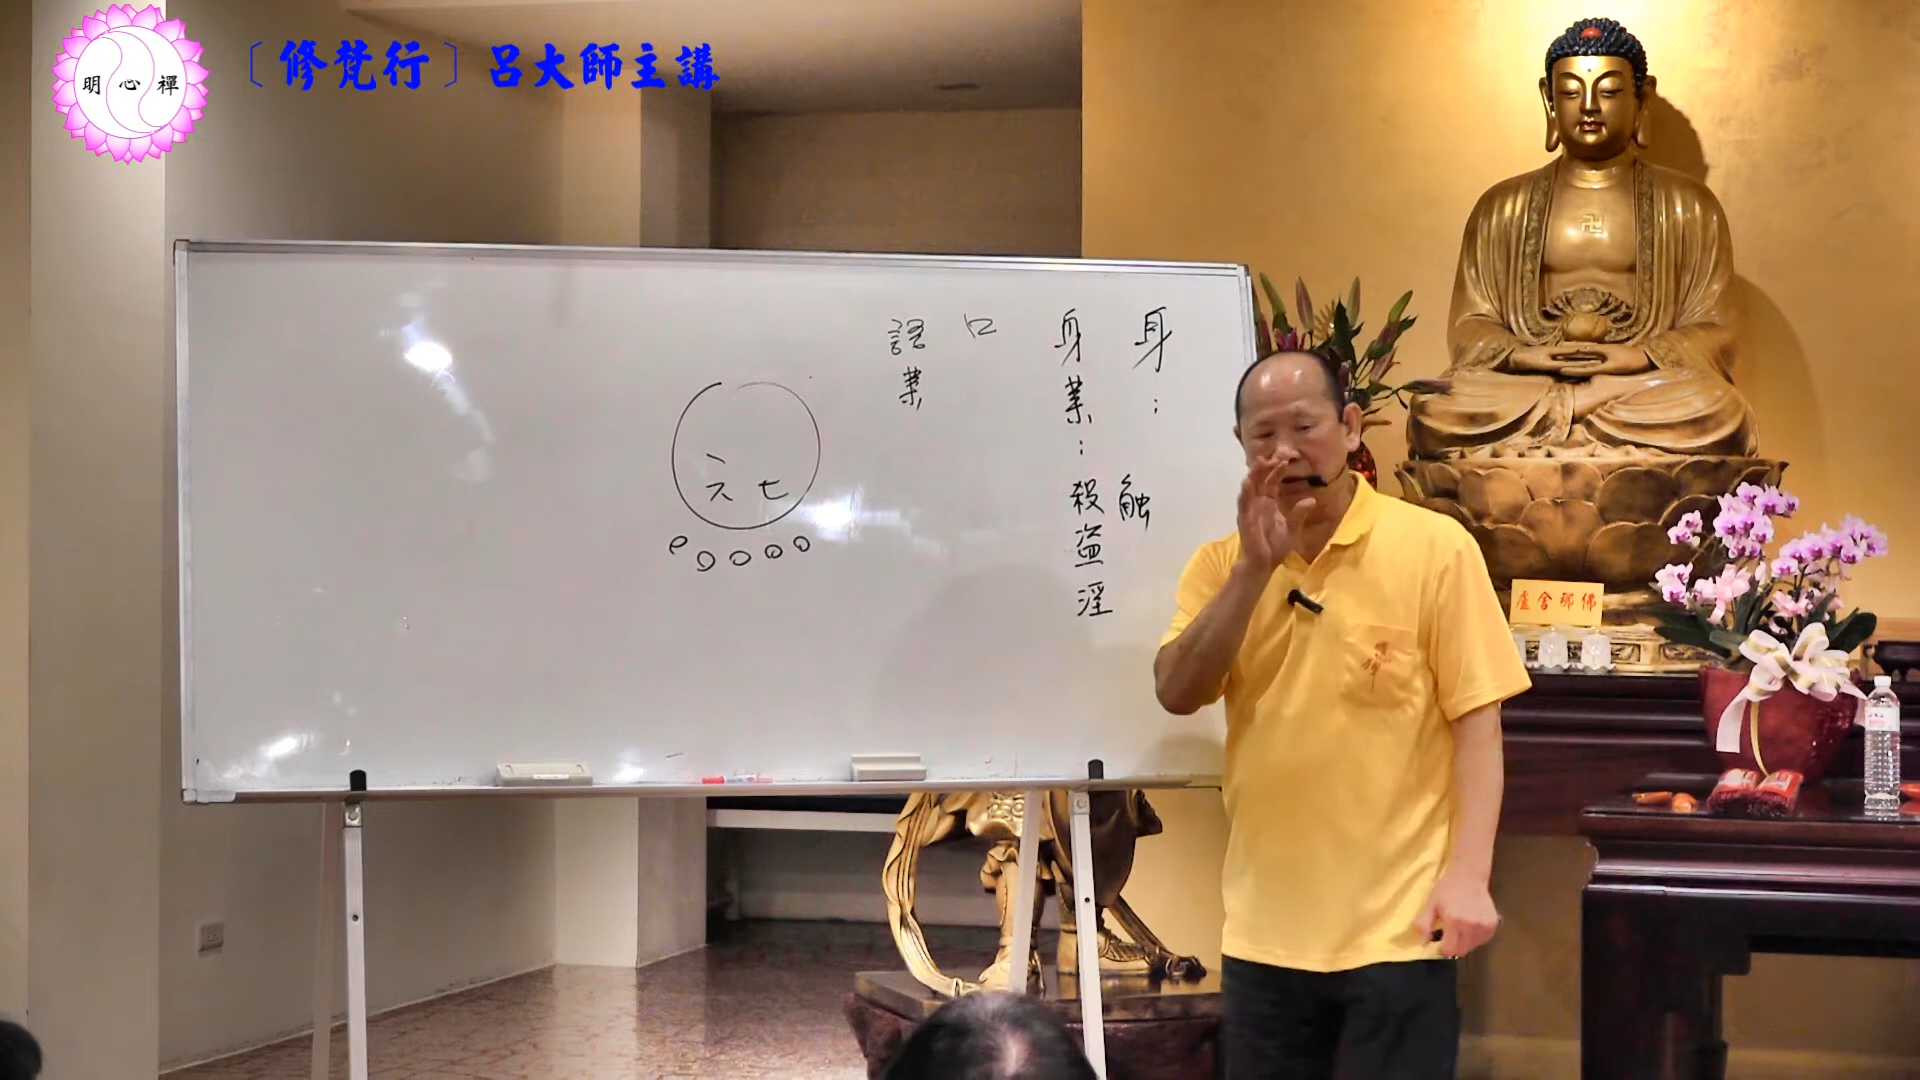 明心禪
〔修梵行〕呂大師主講
身：触
身業：殺盜淫
口
語業
六七
盧舍那佛